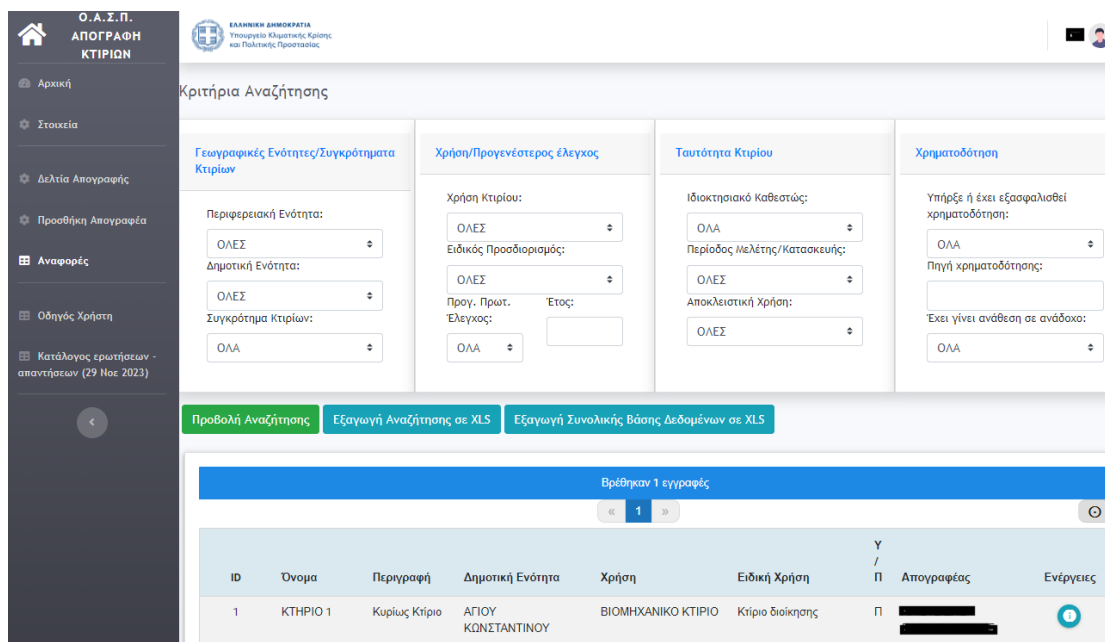 Ο.Α.Σ.Π.
ΑΠΟΓΡΑΦΗ
ΚΤΙΡΙΩΝ
Αρχική
Στοιχεία
Δελτία Απογραφής
Προσθήκη Απογραφέα
Αναφορές
Οδηγός Χρήστη
Κατάλογος ερωτήσεων -
απαντήσεων (29 Νοε 2023)
ΕΛΛΗΝΙΚΗ ΔΗΜΟΚΡΑΤΙΑ
Υπουργείο Κλιματικής Κρίσης
και Πολιτικής Προστασίας
Κριτήρια Αναζήτησης
Γεωγραφικές Ενότητες/Συγκρότηματα
Κτιρίων
Περιφερειακή Ενότητα:
ΟΛΕΣ
Δημοτική Ενότητα:
ΟΛΕΣ
Συγκρότημα Κτιρίων:
ΟΛΑ
Χρήση/Προγενέστερος έλεγχος
Χρήση Κτιρίου:
ΟΛΕΣ
Ειδικός Προσδιορισμός:
ΟΛΕΣ
Προγ. Πρωτ. Έτος:
Έλεγχος:
ΟΛΑ
Ταυτότητα Κτιρίου
Ιδιοκτησιακό Καθεστώς:
ΟΛΑ
Περίοδος Μελέτης/Κατασκευής:
ΟΛΕΣ
Αποκλειστική Χρήση:
ΟΛΕΣ
Χρηματοδότηση
Υπήρξε ή έχει εξασφαλισθεί
χρηματοδότηση:
ΟΛΑ
Πηγή χρηματοδότησης:
Έχει γίνει ανάθεση σε ανάδοχο:
ΟΛΑ
Προβολή Αναζήτησης Εξαγωγή Αναζήτησης σε XLS Εξαγωγή Συνολικής Βάσης Δεδομένων σε XLS
Βρέθηκαν 1 εγγραφές
« 1 »
ID Όνομα Περιγραφή Δημοτική Ενότητα Χρήση Ειδική Χρήση Υ / Π Απογραφέας Ενέργειες
1 ΚΤΗΡΙΟ 1 Κυρίως Κτίριο ΑΓΙΟΥ ΒΙΟΜΗΧΑΝΙΚΟ ΚΤΙΡΙΟ Κτίριο διοίκησης Π
ΚΩΝΣΤΑΝΤΙΝΟΥ